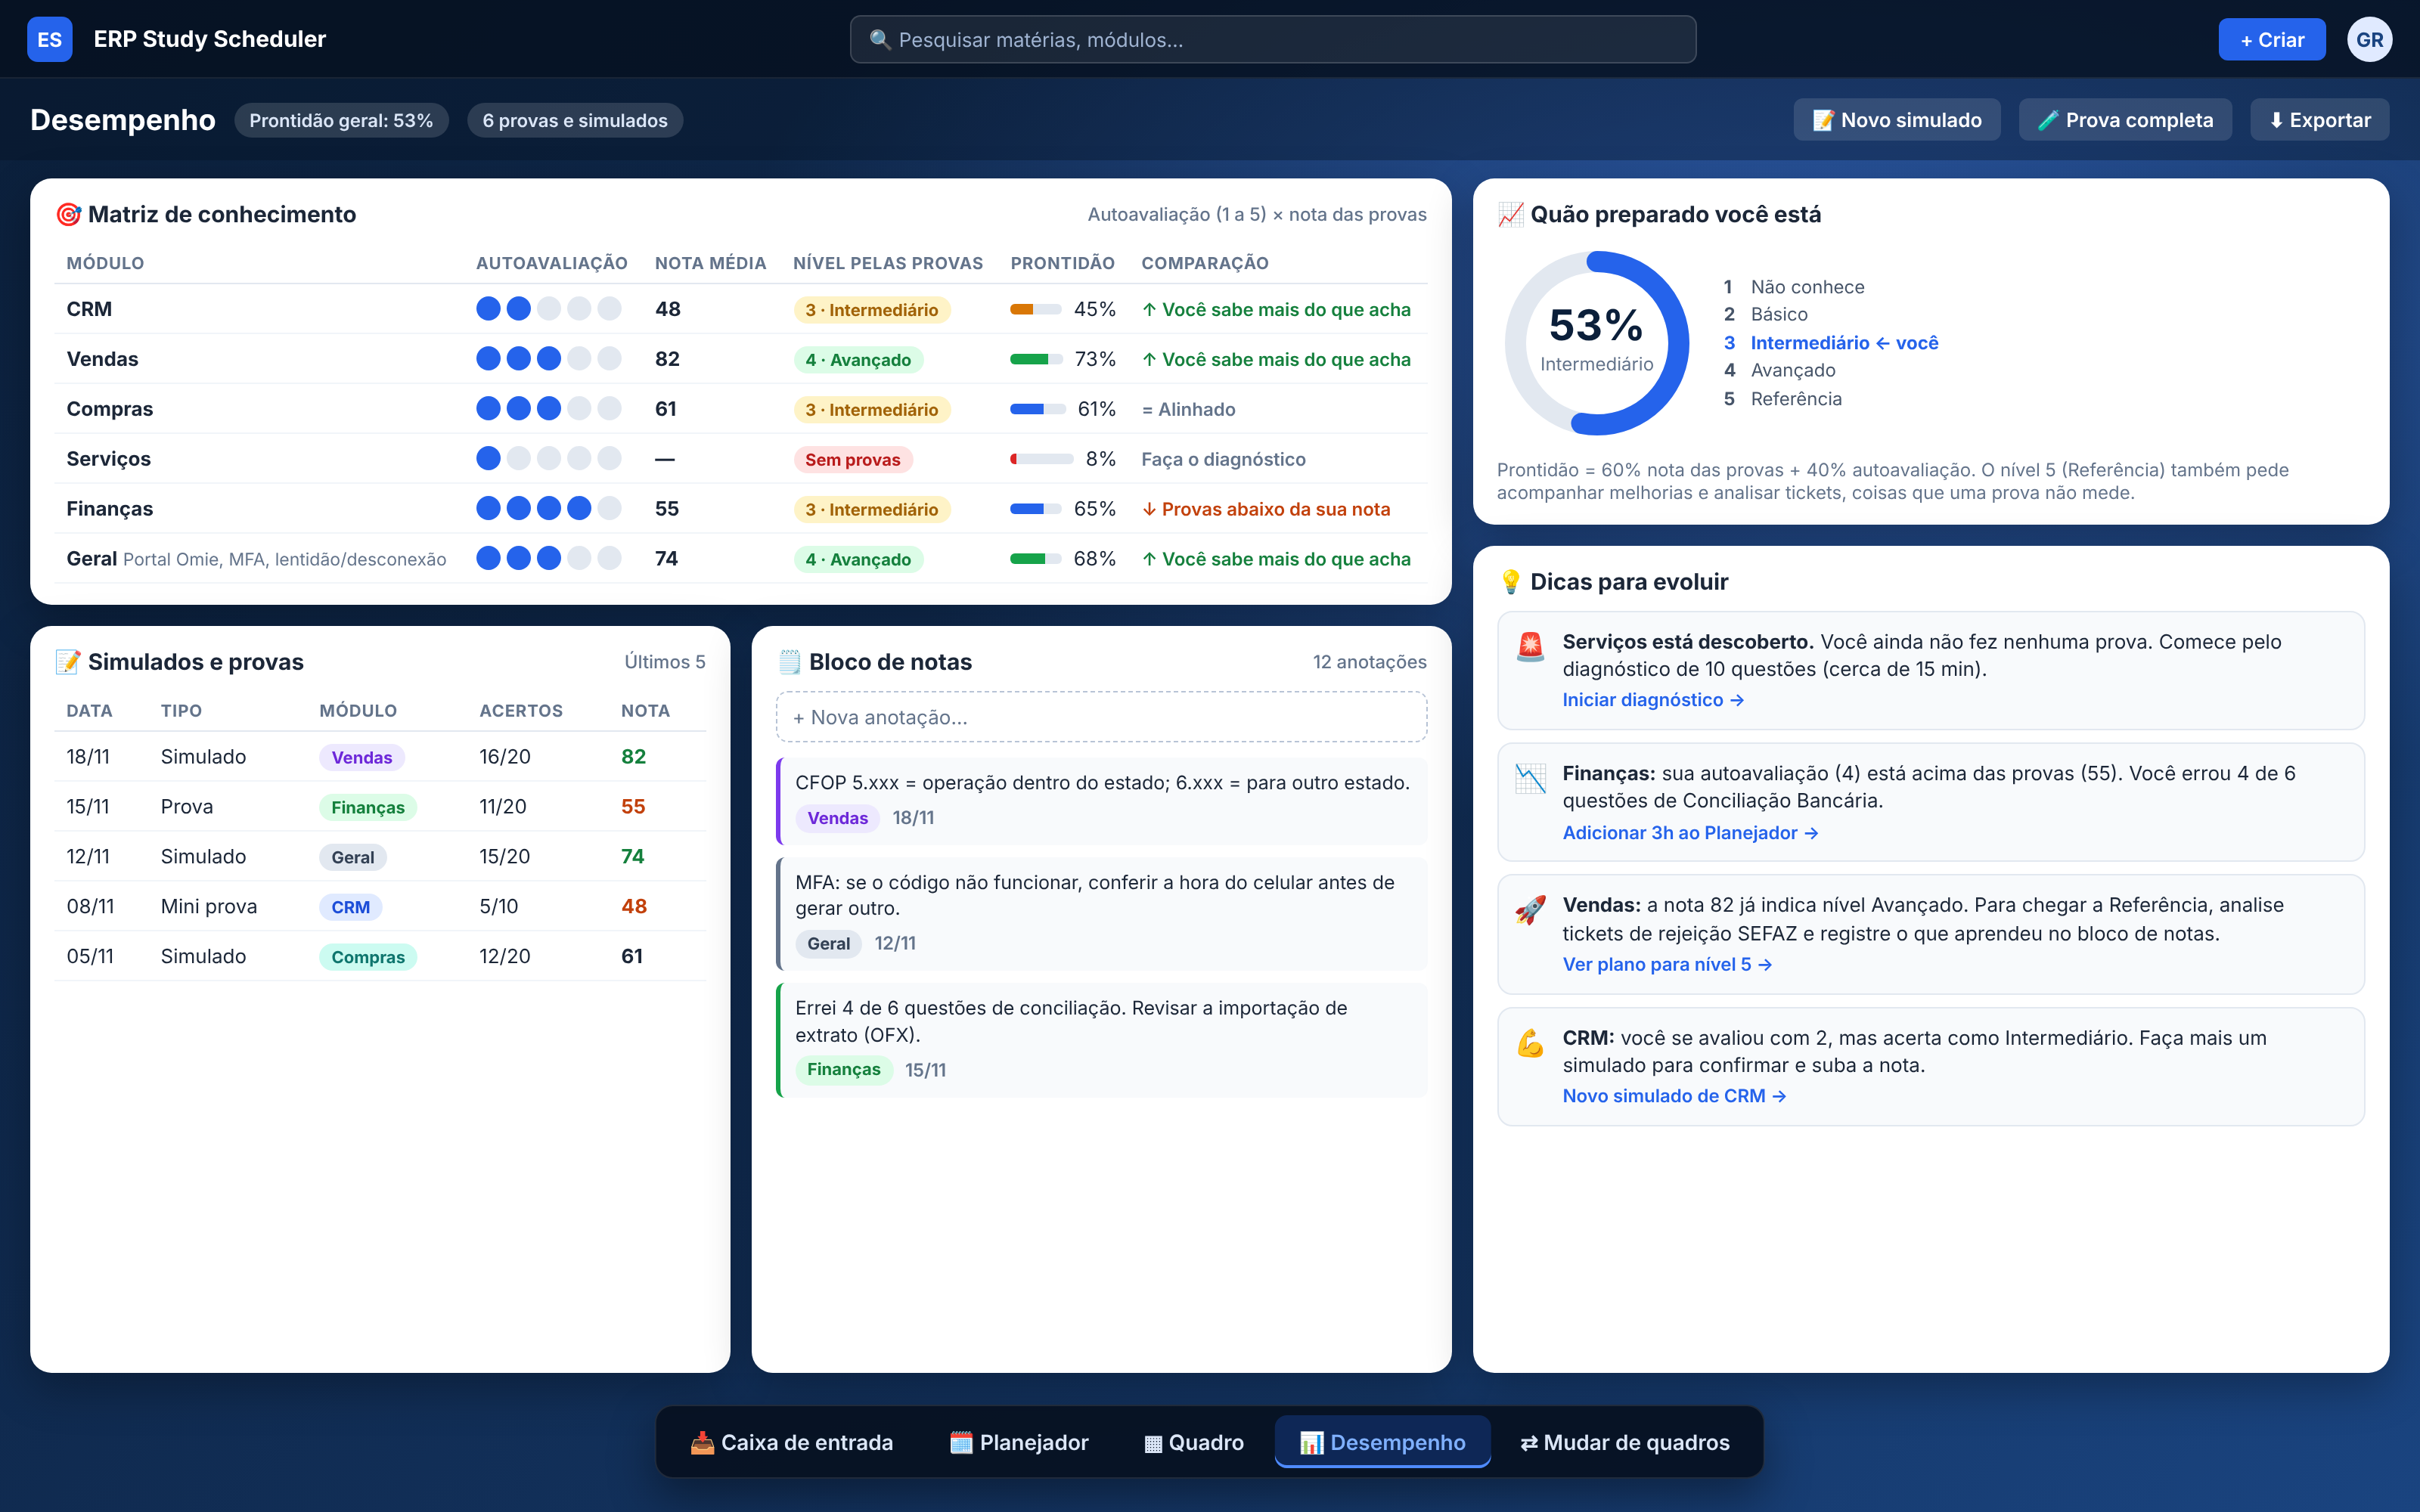 ES ERP Study Scheduler
🔍 Pesquisar matérias, módulos...
+ Criar
GR
Desempenho
Prontidão geral: 53%
6 provas e simulados
📝 Novo simulado
🧪 Prova completa
⬇ Exportar
🎯 Matriz de conhecimento
Autoavaliação (1 a 5) × nota das provas
MÓDULO AUTOAVALIAÇÃO NOTA MÉDIA NÍVEL PELAS PROVAS PRONTIDÃO COMPARAÇÃO
CRM 48 3 · Intermediário 45% ↑ Você sabe mais do que acha
Vendas 82 4 · Avançado 73% ↑ Você sabe mais do que acha
Compras 61 3 · Intermediário 61% = Alinhado
Serviços — Sem provas 8% Faça o diagnóstico
Finanças 55 3 · Intermediário 65% ↓ Provas abaixo da sua nota
Geral Portal Omie, MFA, lentidão/desconexão 74 4 · Avançado 68% ↑ Você sabe mais do que acha
📈 Quão preparado você está
53%
Intermediário
1 Não conhece
2 Básico
3 Intermediário ← você
4 Avançado
5 Referência
Prontidão = 60% nota das provas + 40% autoavaliação. O nível 5 (Referência) também pede
acompanhar melhorias e analisar tickets, coisas que uma prova não mede.
📝 Simulados e provas
Últimos 5
DATA TIPO MÓDULO ACERTOS NOTA
18/11 Simulado Vendas 16/20 82
15/11 Prova Finanças 11/20 55
12/11 Simulado Geral 15/20 74
08/11 Mini prova CRM 5/10 48
05/11 Simulado Compras 12/20 61
🗒️ Bloco de notas
12 anotações
+ Nova anotação...
CFOP 5.xxx = operação dentro do estado; 6.xxx = para outro estado.
Vendas 18/11
MFA: se o código não funcionar, conferir a hora do celular antes de
gerar outro.
Geral 12/11
Errei 4 de 6 questões de conciliação. Revisar a importação de
extrato (OFX).
Finanças 15/11
💡 Dicas para evoluir
Serviços está descoberto. Você ainda não fez nenhuma prova. Comece pelo
diagnóstico de 10 questões (cerca de 15 min).
Iniciar diagnóstico →
Finanças: sua autoavaliação (4) está acima das provas (55). Você errou 4 de 6
questões de Conciliação Bancária.
Adicionar 3h ao Planejador →
Vendas: a nota 82 já indica nível Avançado. Para chegar a Referência, analise
tickets de rejeição SEFAZ e registre o que aprendeu no bloco de notas.
Ver plano para nível 5 →
CRM: você se avaliou com 2, mas acerta como Intermediário. Faça mais um
simulado para confirmar e suba a nota.
Novo simulado de CRM →
📥 Caixa de entrada
🗓️ Planejador
▦ Quadro
📊 Desempenho
⇄ Mudar de quadros